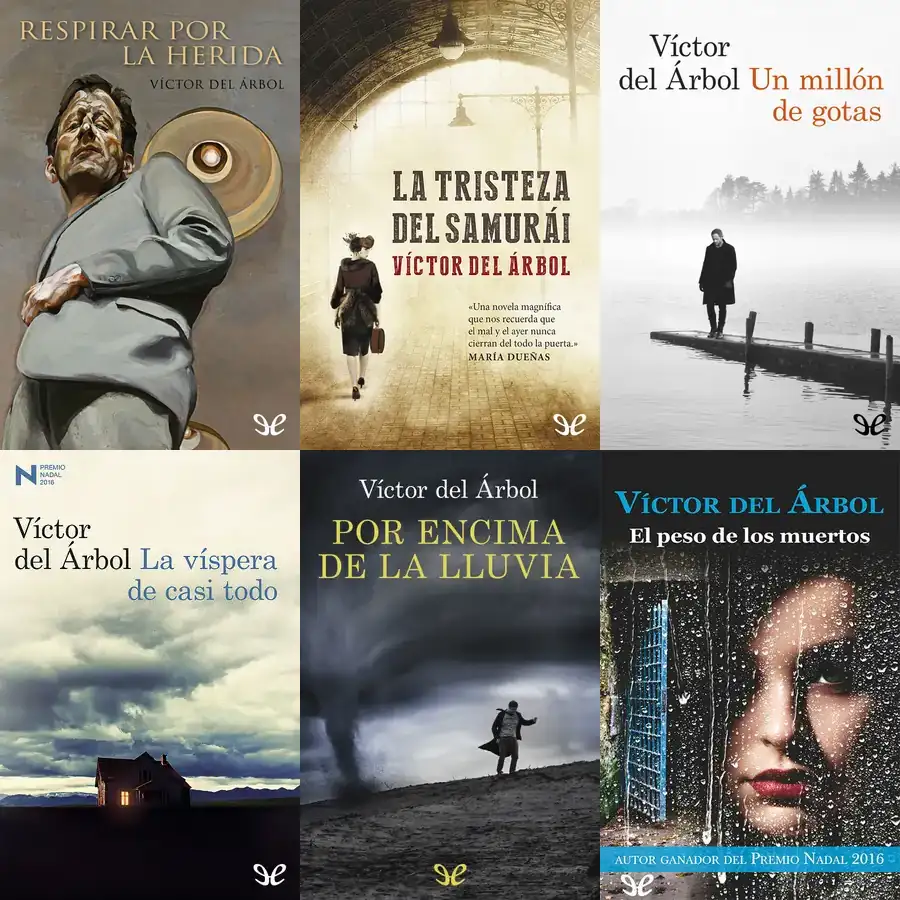 RESPIRAR POR
LA HERIDA
VÍCTOR DEL ÁRBOL
LA TRISTEZA
DEL SAMURÁI
VÍCTOR DEL ÁRBOL
«Una novela magnífica
que nos recuerda que
el mal y el ayer nunca
cierran del todo la puerta.»
MARÍA DUEÑAS
Víctor
del Árbol Un millón
de gotas
N PREMIO
NADAL
2016
Víctor
del Árbol La víspera
de casi todo
Víctor del Árbol
POR ENCIMA
DE LA LLUVIA
VÍCTOR DEL ÁRBOL
El peso de los muertos
AUTOR GANADOR DEL PREMIO NADAL 2016